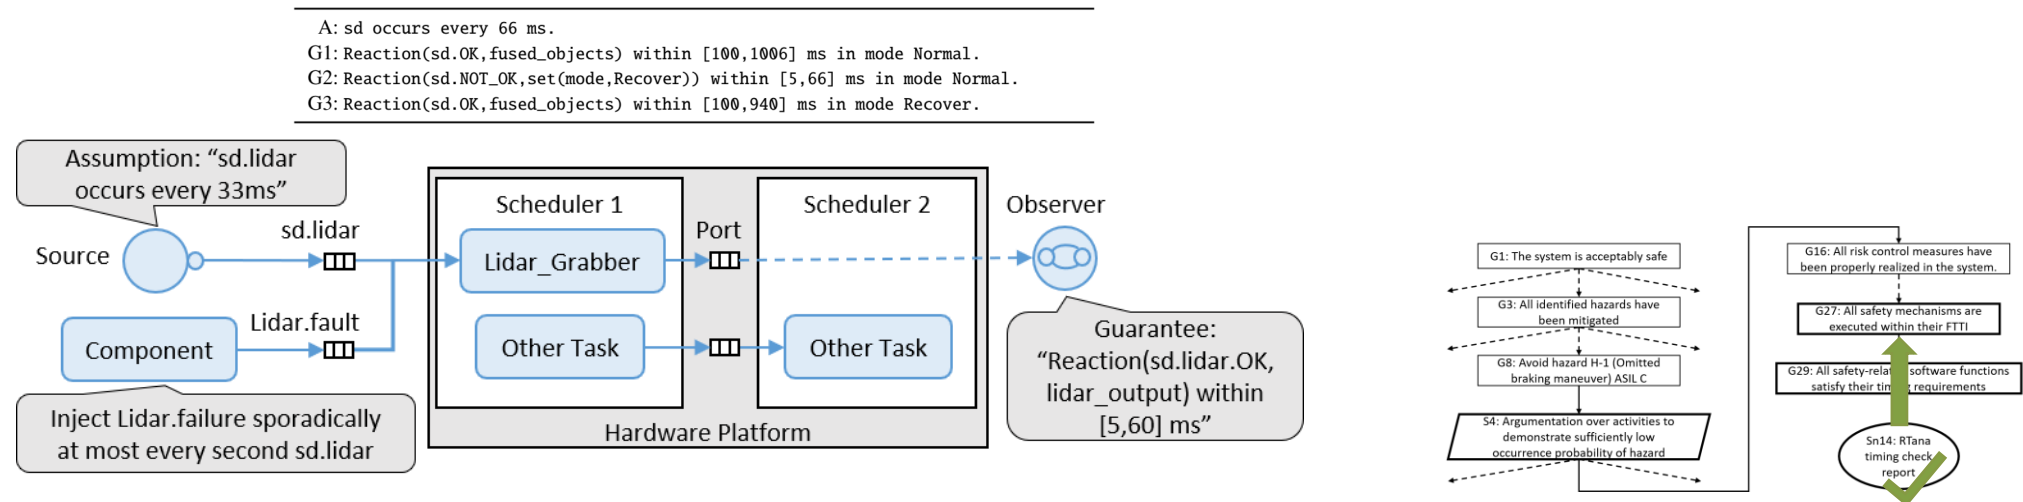 A: sd occurs every 66 ms.
G1: Reaction(sd.OK,fused_objects) within [100,1006] ms in mode Normal.
G2: Reaction(sd.NOT_OK,set(mode,Recover)) within [5,66] ms in mode Normal.
G3: Reaction(sd.OK,fused_objects) within [100,940] ms in mode Recover.
Assumption: “sd.lidar
occurs every 33ms”
Source
sd.lidar
Component
Lidar.fault
Inject Lidar.failure sporadically
at most every second sd.lidar
Scheduler 1
Lidar_Grabber
Other Task
Port
Scheduler 2
Other Task
Hardware Platform
Observer
Guarantee:
“Reaction(sd.lidar.OK,
lidar_output) within
[5,60] ms”
G1: The system is acceptably safe
G3: All identified hazards have
been mitigated
G8: Avoid hazard H-1 (Omitted
braking maneuver) ASIL C
S4: Argumentation over activities to
demonstrate sufficiently low
occurrence probability of hazard
G16: All risk control measures have
been properly realized in the system.
G27: All safety mechanisms are
executed within their FTTI
G29: All software functions
satisfy their requirements
Sn14: RTana
timing check
report